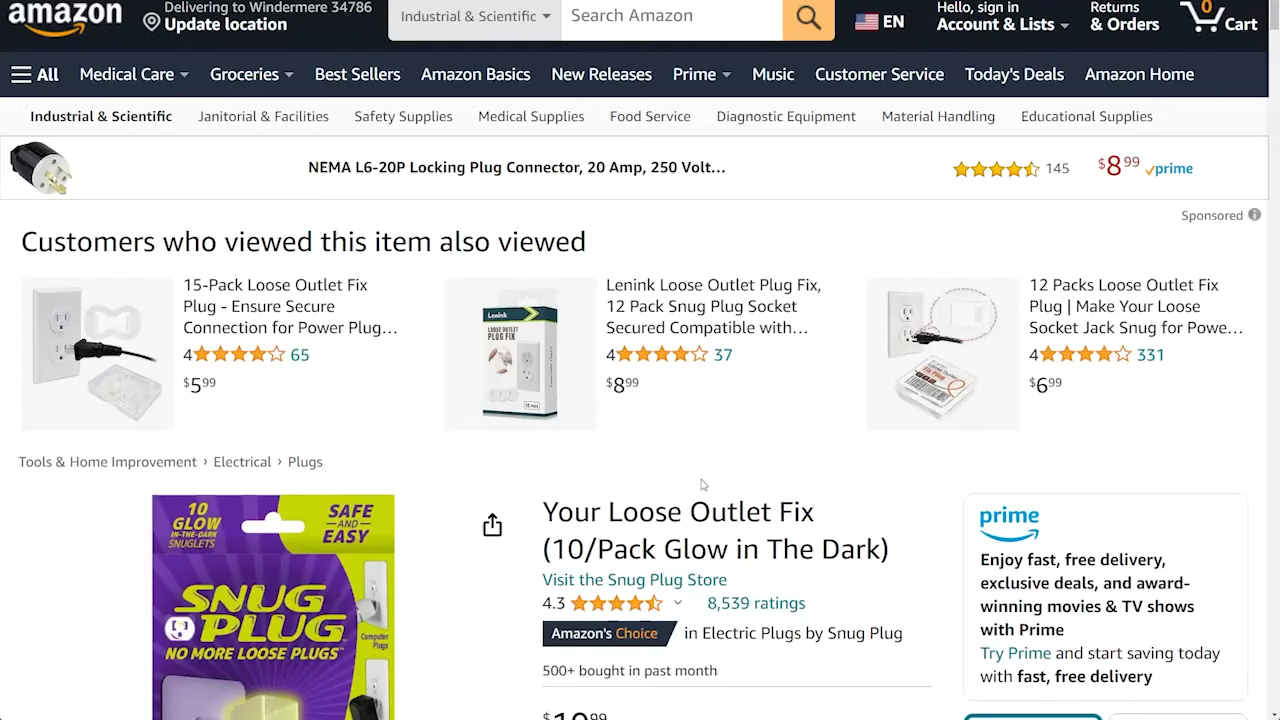 amazon
Delivering to Windermere 34786
Update location
Industrial & Scientific
Search Amazon
EN
Hello, sign in
Account & Lists
Returns
& Orders
0
Cart
All
Medical Care
Groceries
Best Sellers
Amazon Basics
New Releases
Prime
Music
Customer Service
Today's Deals
Amazon Home
Industrial & Scientific
Janitorial & Facilities
Safety Supplies
Medical Supplies
Food Service
Diagnostic Equipment
Material Handling
Educational Supplies
NEMA L6-20P Locking Plug Connector, 20 Amp, 250 Volt...
145
$8 99
prime
Sponsored
Customers who viewed this item also viewed
15-Pack Loose Outlet Fix
Plug - Ensure Secure
Connection for Power Plug...
4
65
$5 99
Lenink
LOOSE OUTLET
PLUG FIX
Lenink Loose Outlet Plug Fix,
12 Pack Snug Plug Socket
Secured Compatible with...
4
37
$8 99
12 Packs Loose Outlet Fix
Plug | Make Your Loose
Socket Jack Snug for Powe...
4
331
$6 99
Tools & Home Improvement › Electrical › Plugs
10
GLOW
IN-THE-DARK
SNUGLETS
SAFE
AND
EASY
SNUG
PLUG
NO MORE LOOSE PLUGS
Computer
Plugs
Your Loose Outlet Fix
(10/Pack Glow in The Dark)
Visit the Snug Plug Store
4.3
8,539 ratings
Amazon's Choice
in Electric Plugs by Snug Plug
500+ bought in past month
$10 99
prime
Enjoy fast, free delivery,
exclusive deals, and award-
winning movies & TV shows
with Prime
Try Prime and start saving today
with fast, free delivery